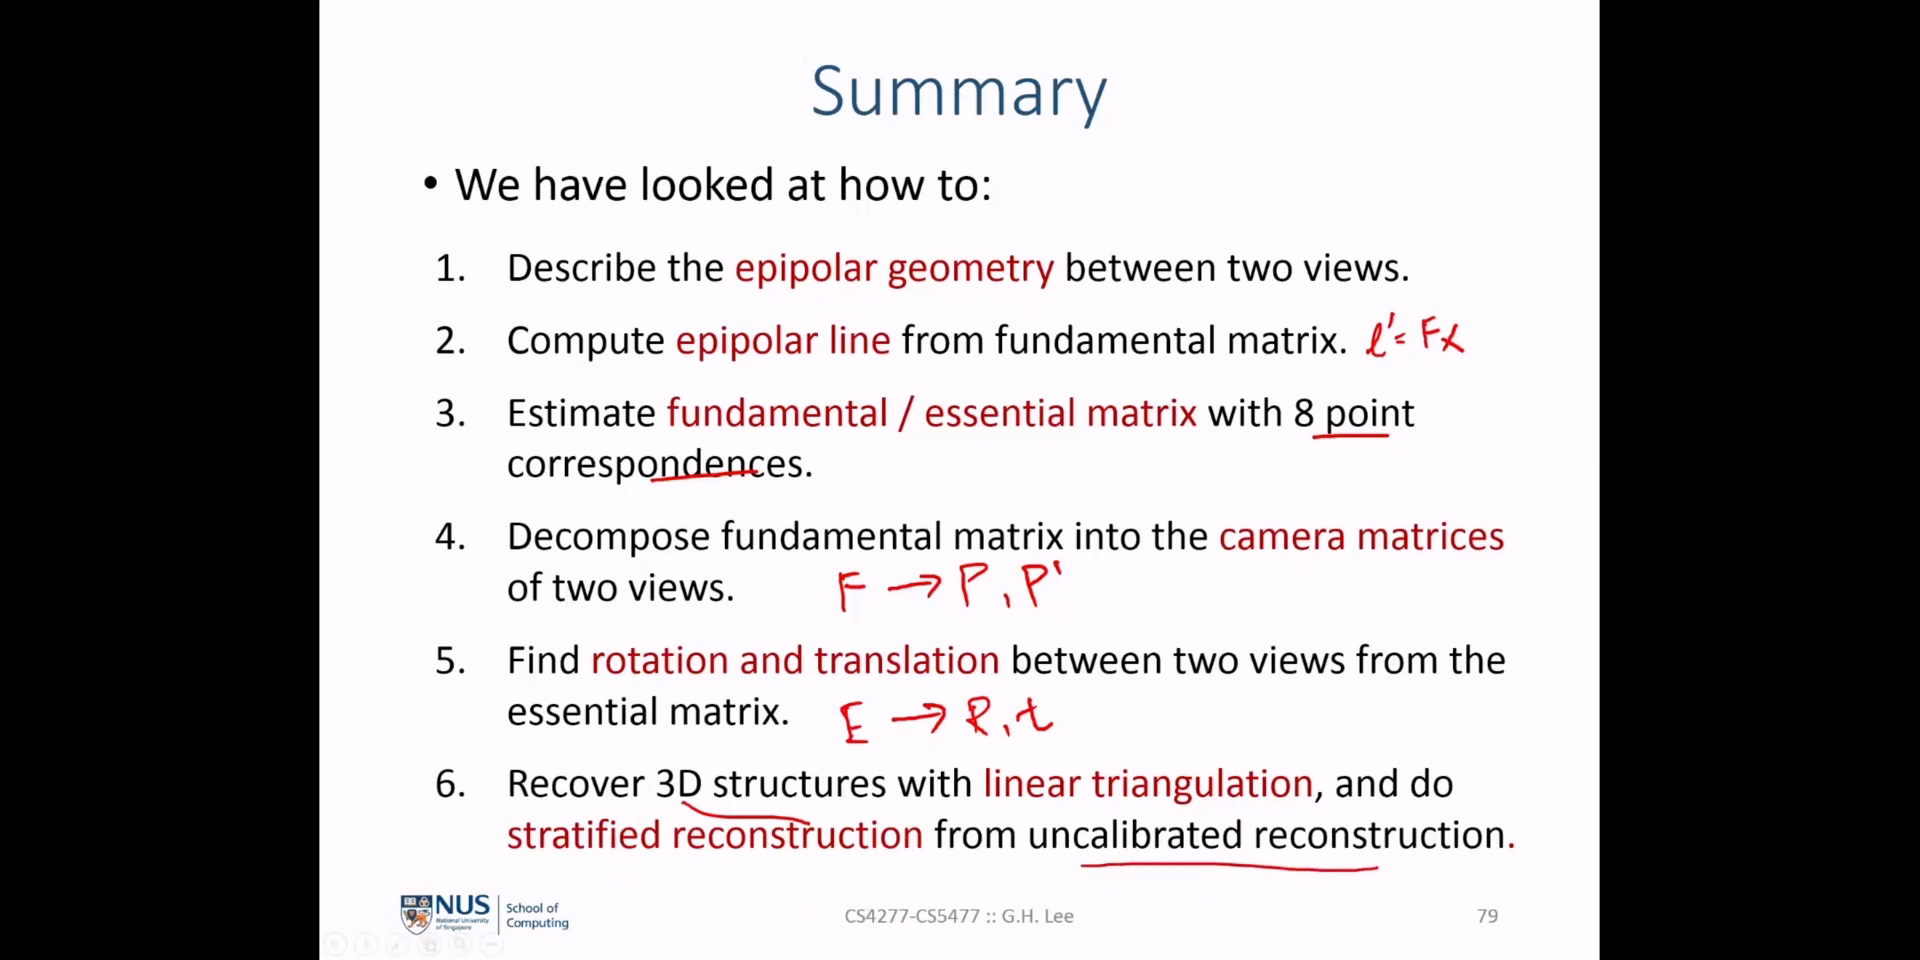 Summary
• We have looked at how to:
1. Describe the epipolar geometry between two views.
2. Compute epipolar line from fundamental matrix. l' = Fx
3. Estimate fundamental / essential matrix with 8 point
correspondences.
4. Decompose fundamental matrix into the camera matrices
of two views. F → P, P'
5. Find rotation and translation between two views from the
essential matrix. E → R, t
6. Recover 3D structures with linear triangulation, and do
stratified reconstruction from uncalibrated reconstruction.
NUS
National University
of Singapore
School of
Computing
CS4277-CS5477 :: G.H. Lee
79